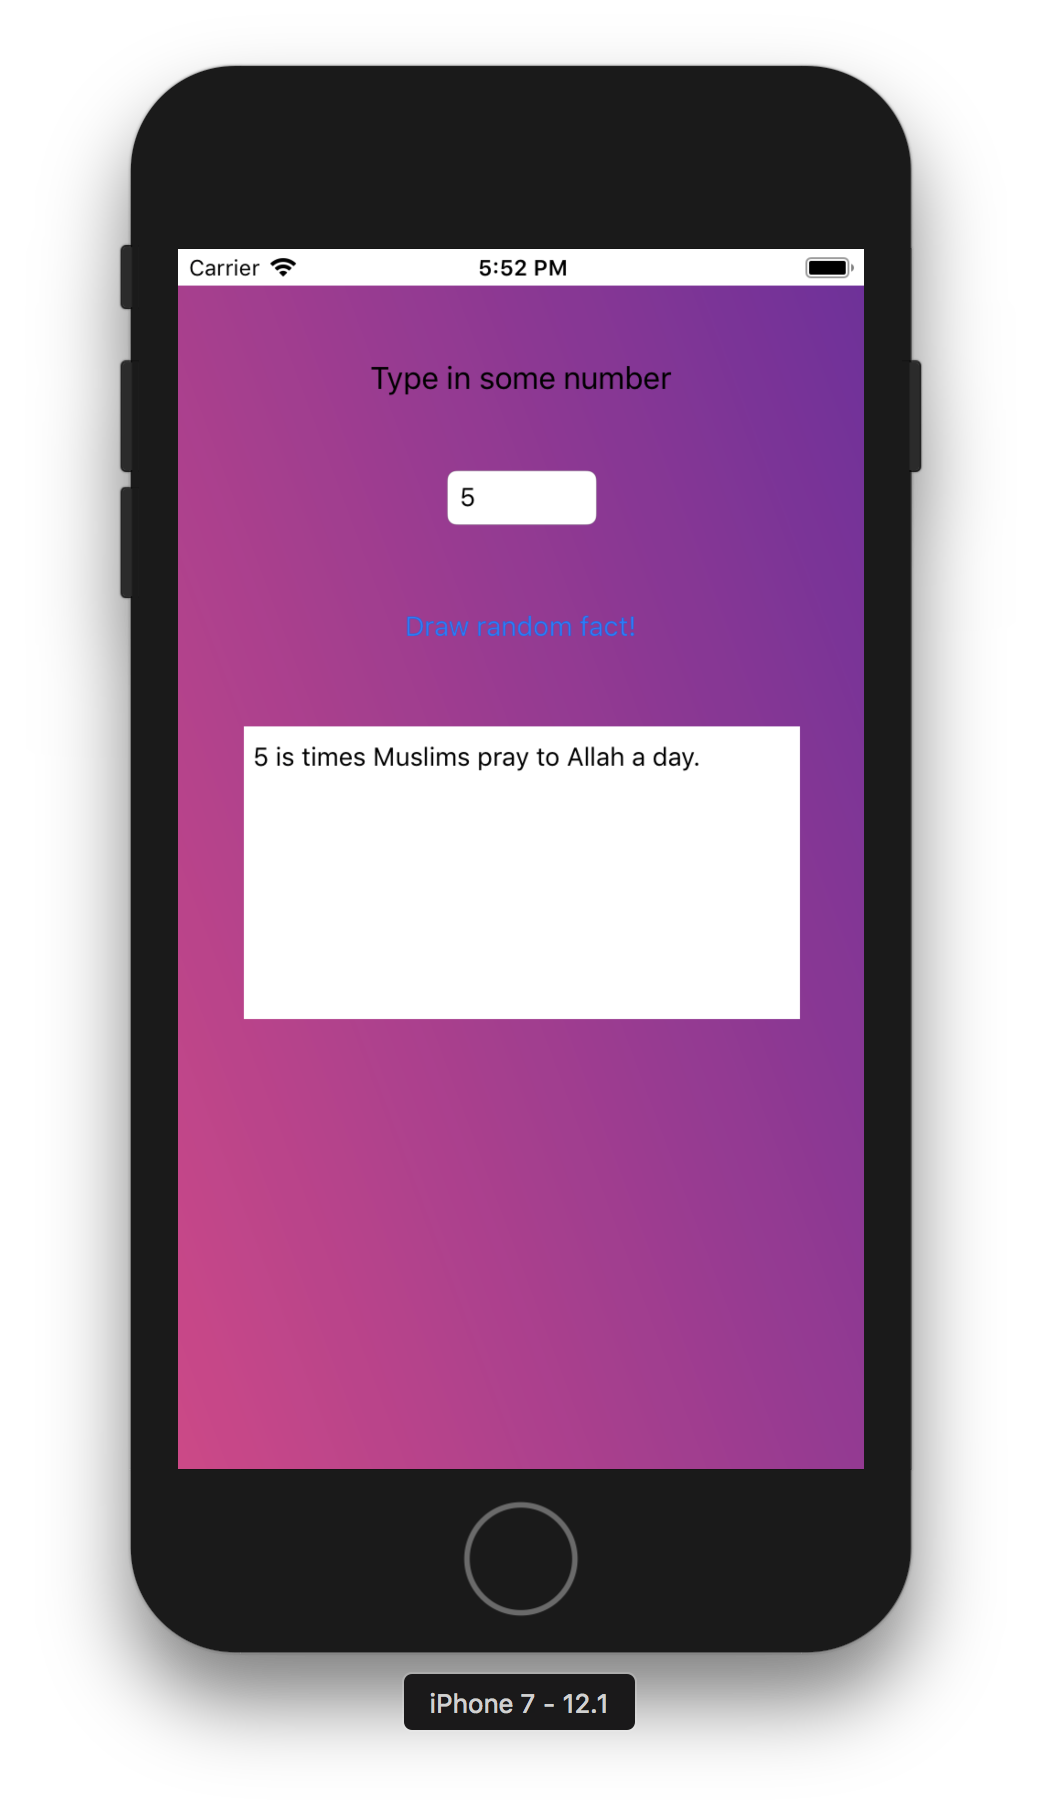 Carrier 5:52 PM
Type in some number
5
Draw random fact!
5 is times Muslims pray to Allah a day.
iPhone 7 - 12.1